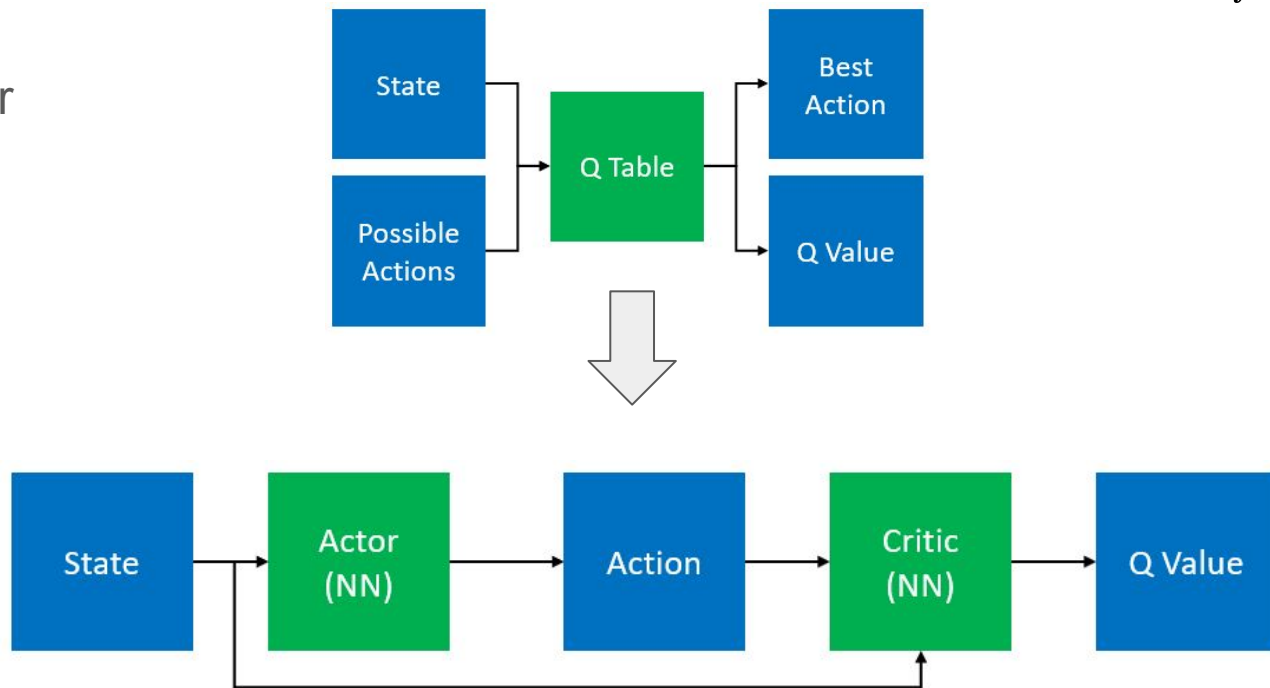 r
State
Best
Action
Q Table
Possible
Actions
Q Value
State
Actor
(NN)
Action
Critic
(NN)
Q Value